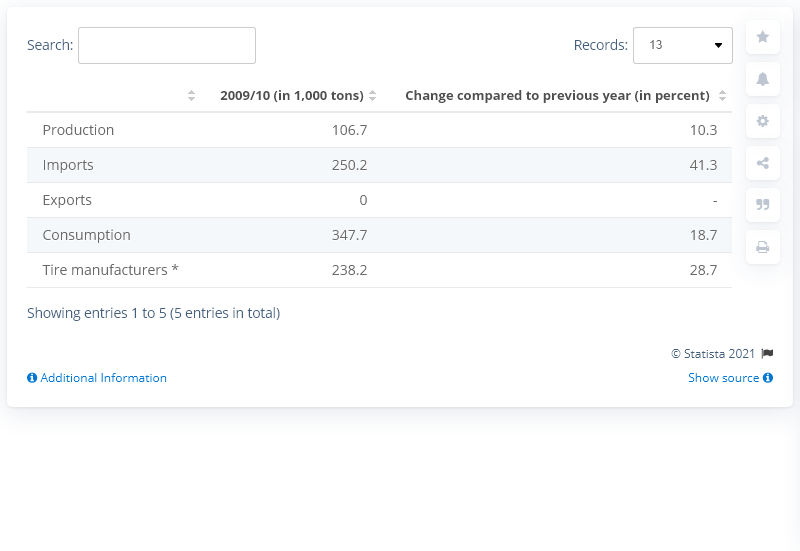 Search:
Records: 13
2009/10 (in 1,000 tons) Change compared to previous year (in percent)
Production 106.7 10.3
Imports 250.2 41.3
Exports 0 -
Consumption 347.7 18.7
Tire manufacturers * 238.2 28.7
Showing entries 1 to 5 (5 entries in total)
© Statista 2021
Additional Information Show source